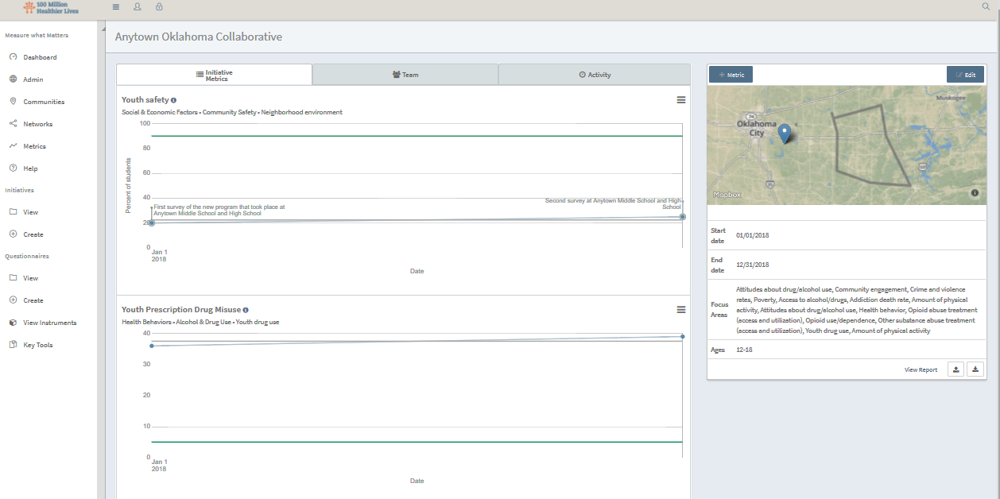 100 Million
Healthier Lives
Measure what Matters
Dashboard
Admin
Communities
Networks
Metrics
Help
Initiatives
View
Create
Questionnaires
View
Create
View Instruments
Key Tools
Anytown Oklahoma Collaborative
Initiative
Metrics
Team
Activity
Youth safety
Social & Economic Factors • Community Safety • Neighborhood environment
100
80
60
40
20
0
Percent of students
First survey of the new program that took place at
Anytown Middle School and High School
Second survey at Anytown Middle School and High
School
Jan 1
2018
Date
Youth Prescription Drug Misuse
Health Behaviors • Alcohol & Drug Use • Youth drug use
40
30
20
10
0
Jan 1
2018
Date
+ Metric
Edit
Muskogee
Oklahoma
City
Mapbox
Start
date
01/01/2018
End
date
12/31/2018
Focus
Areas
Attitudes about drug/alcohol use, Community engagement, Crime and violence
rates, Poverty, Access to alcohol/drugs, Addiction death rate, Amount of physical
activity, Attitudes about drug/alcohol use, Health behavior, Opioid abuse treatment
(access and utilization), Opioid use/dependence, Other substance abuse treatment
(access and utilization), Youth drug use, Amount of physical activity
Ages
12-18
View Report